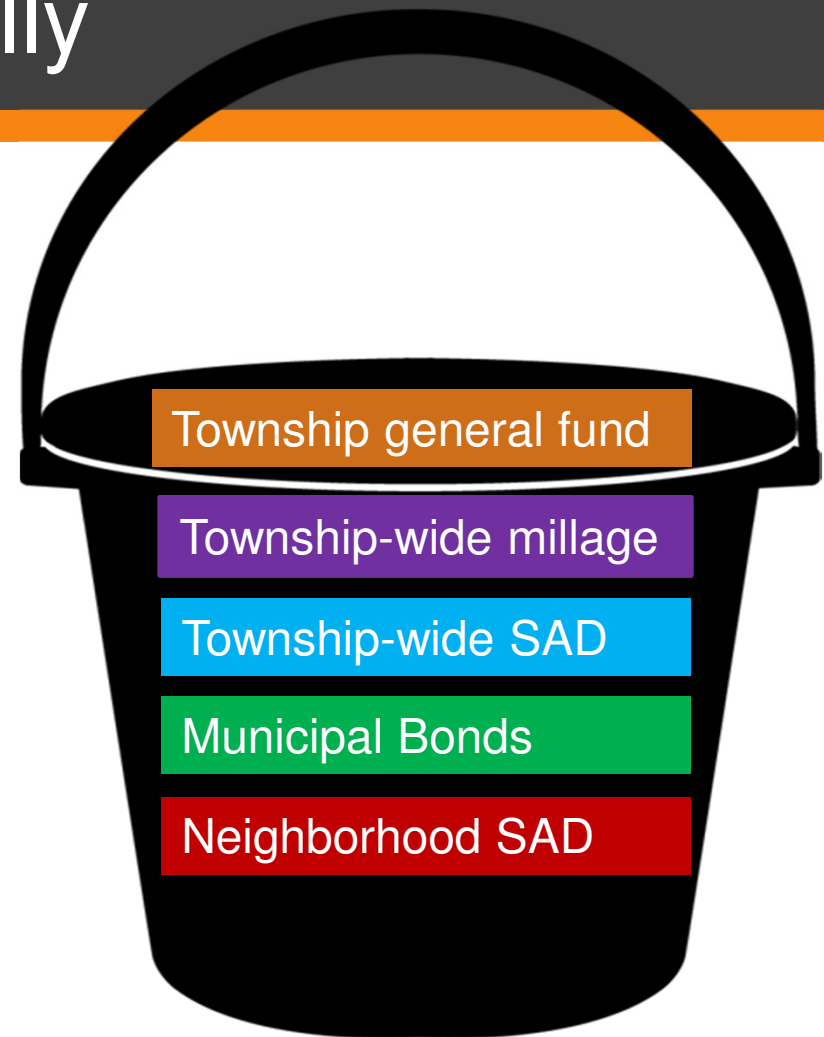 lly
Township general fund
Township-wide millage
Township-wide SAD
Municipal Bonds
Neighborhood SAD